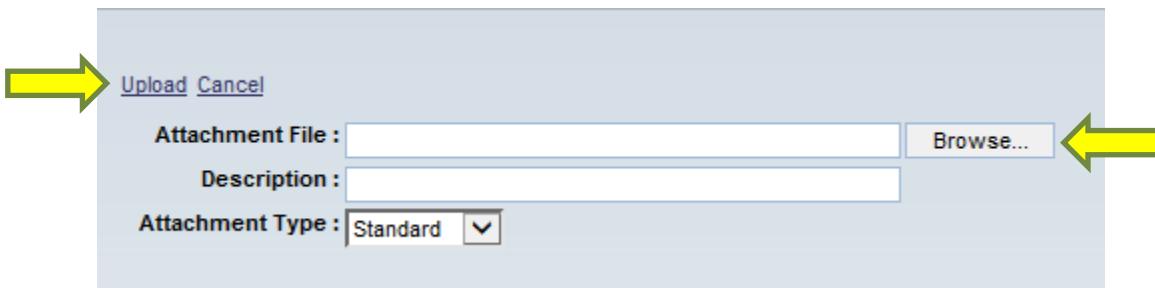 Upload Cancel
Attachment File : Browse...
Description :
Attachment Type : Standard